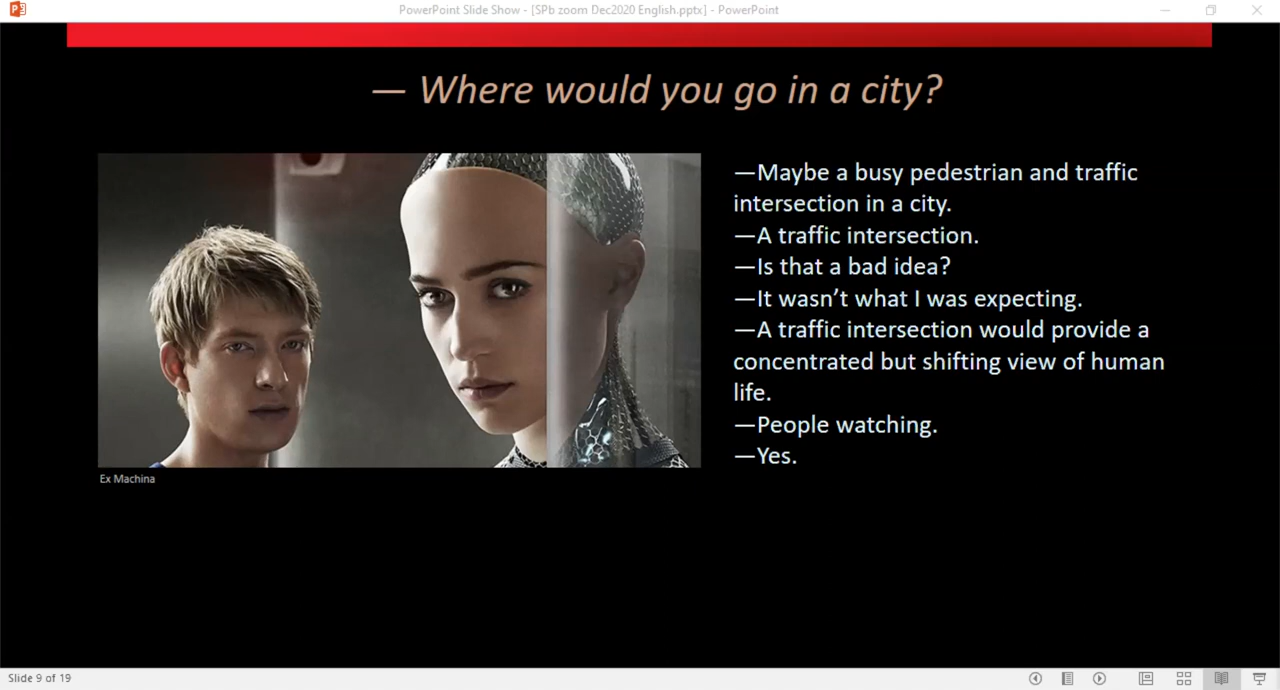 PowerPoint Slide Show - [SPb zoom Dec2020 English.pptx] - PowerPoint
— Where would you go in a city?
—Maybe a busy pedestrian and traffic
intersection in a city.
—A traffic intersection.
—Is that a bad idea?
—It wasn’t what I was expecting.
—A traffic intersection would provide a
concentrated but shifting view of human
life.
—People watching.
—Yes.
Ex Machina
Slide 9 of 19